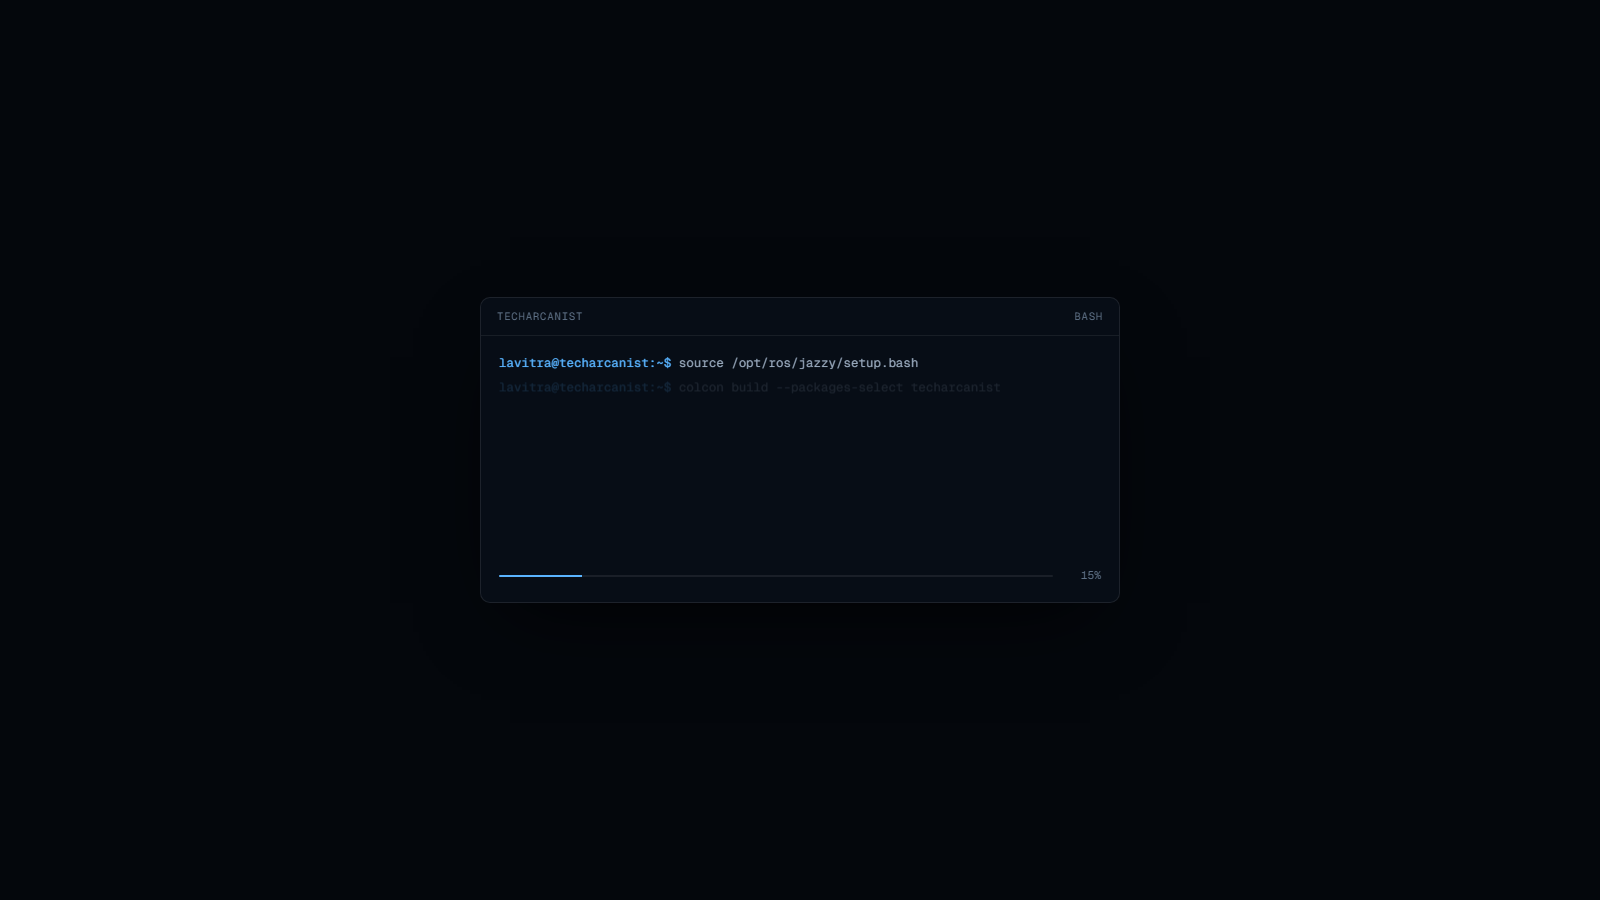 TECHARCANIST
BASH
lavitra@techarcanist:~$ source /opt/ros/jazzy/setup.bash
lavitra@techarcanist:~$ colcon build --packages-select techarcanist
15%